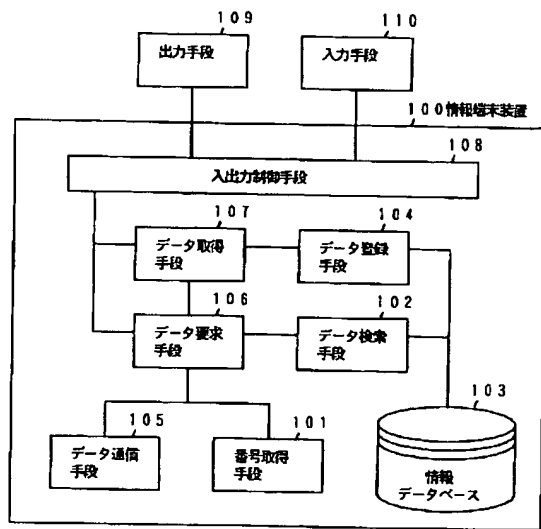 109
110
出力手段
入力手段
100情報端末装置
108
入出力制御手段
107
104
データ取得
手段
データ登録
手段
106
102
データ要求
手段
データ検索
手段
103
105
101
データ通信
手段
番号取得
手段
情報
データベース